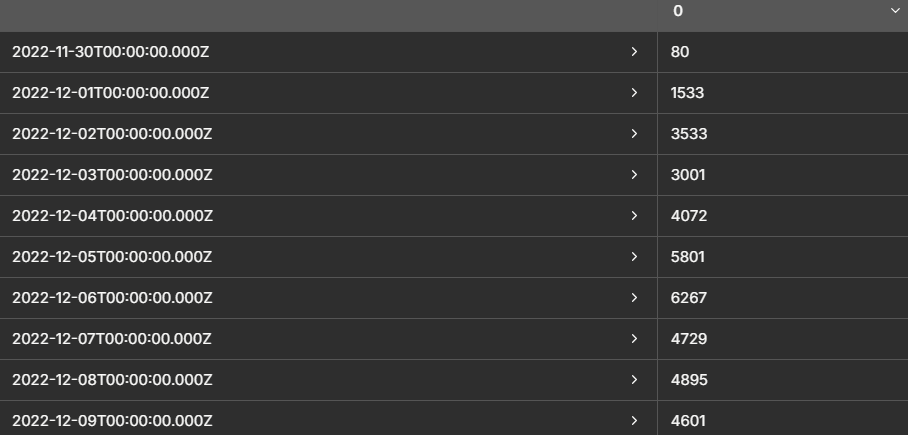 0
2022-11-30T00:00:00.000Z 80
2022-12-01T00:00:00.000Z 1533
2022-12-02T00:00:00.000Z 3533
2022-12-03T00:00:00.000Z 3001
2022-12-04T00:00:00.000Z 4072
2022-12-05T00:00:00.000Z 5801
2022-12-06T00:00:00.000Z 6267
2022-12-07T00:00:00.000Z 4729
2022-12-08T00:00:00.000Z 4895
2022-12-09T00:00:00.000Z 4601